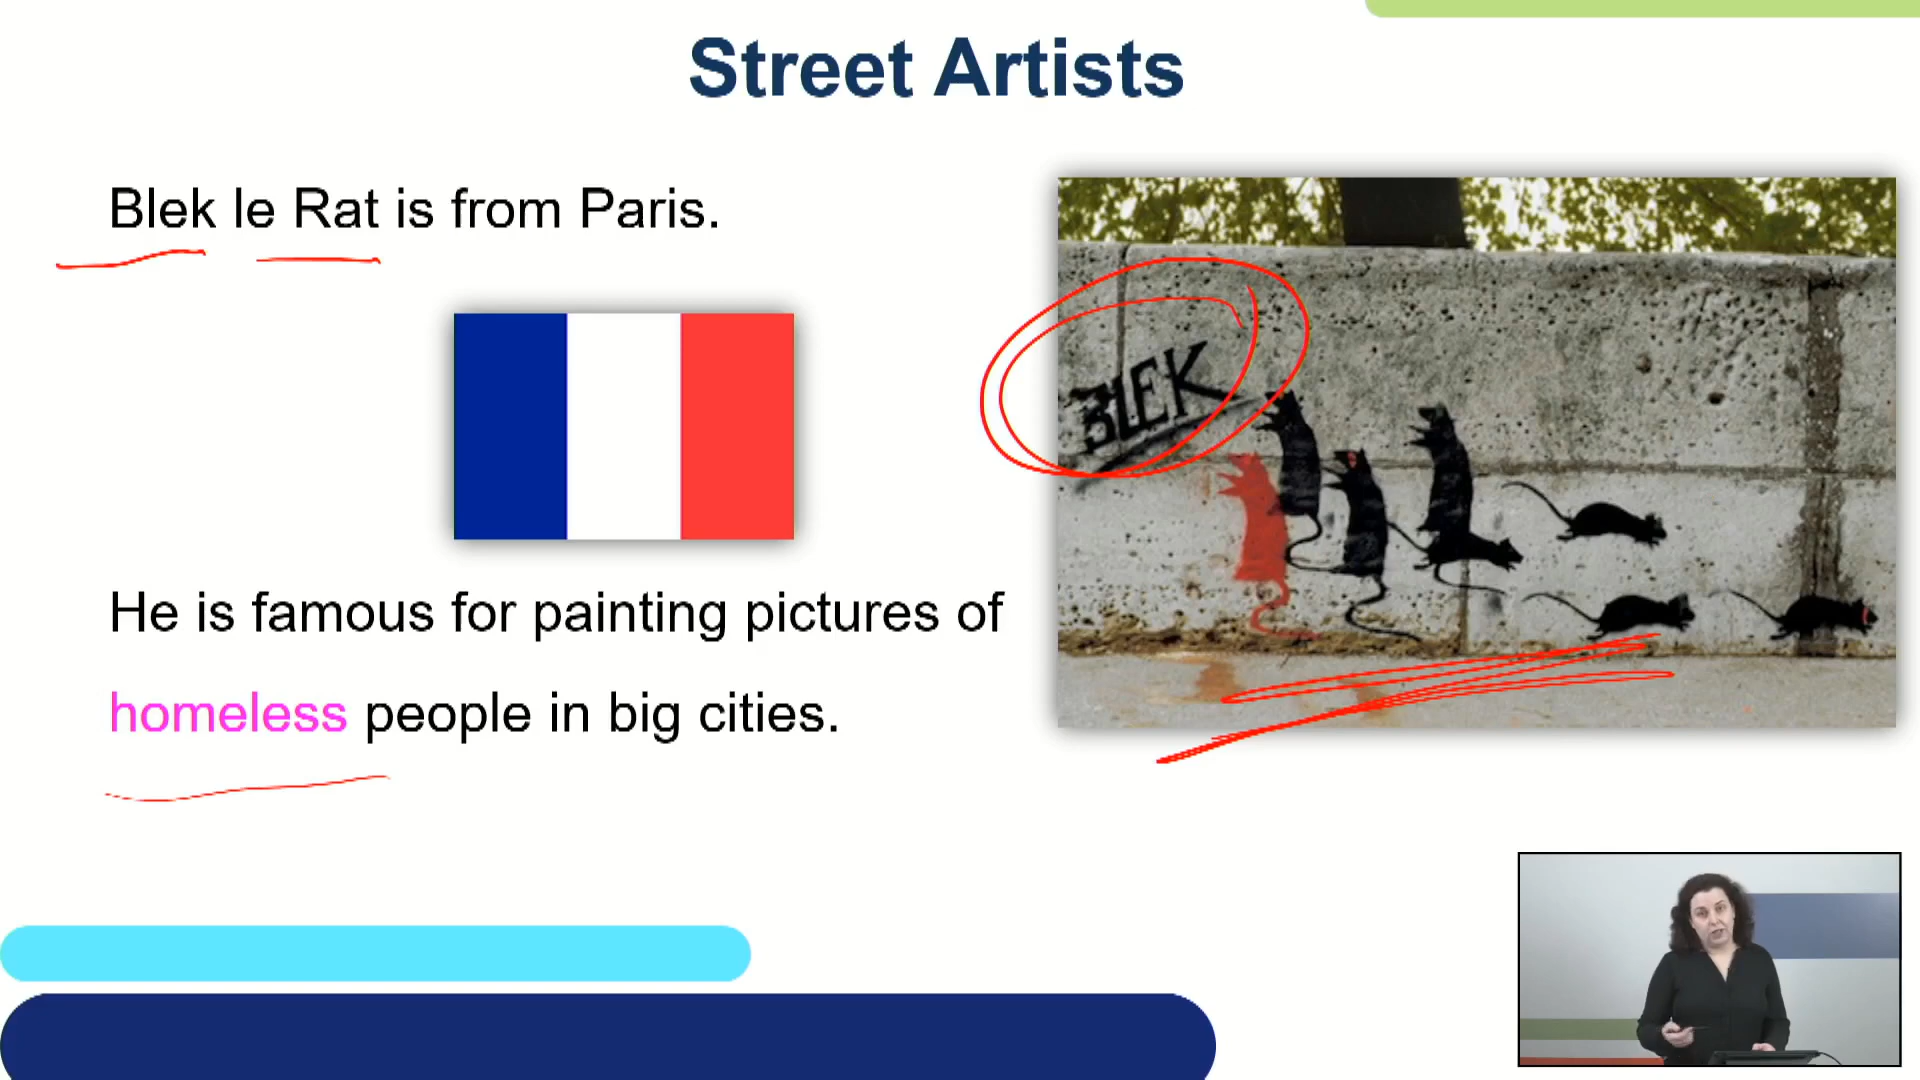 Street Artists
Blek le Rat is from Paris.
BLEK
He is famous for painting pictures of
homeless people in big cities.